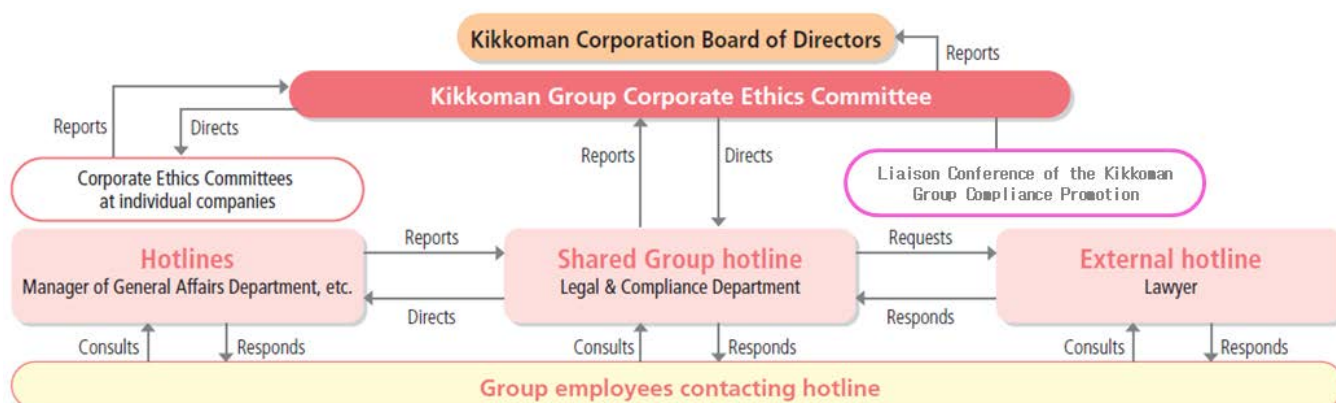 Kikkoman Corporation Board of Directors
Reports
Kikkoman Group Corporate Ethics Committee
Reports
Directs
Reports
Directs
Corporate Ethics Committees
at individual companies
Liaison Conference of the Kikkoman
Group Compliance Promotion
Hotlines
Manager of General Affairs Department, etc.
Reports
Directs
Shared Group hotline
Legal & Compliance Department
Requests
Responds
External hotline
Lawyer
Consults
Responds
Consults
Responds
Consults
Responds
Group employees contacting hotline